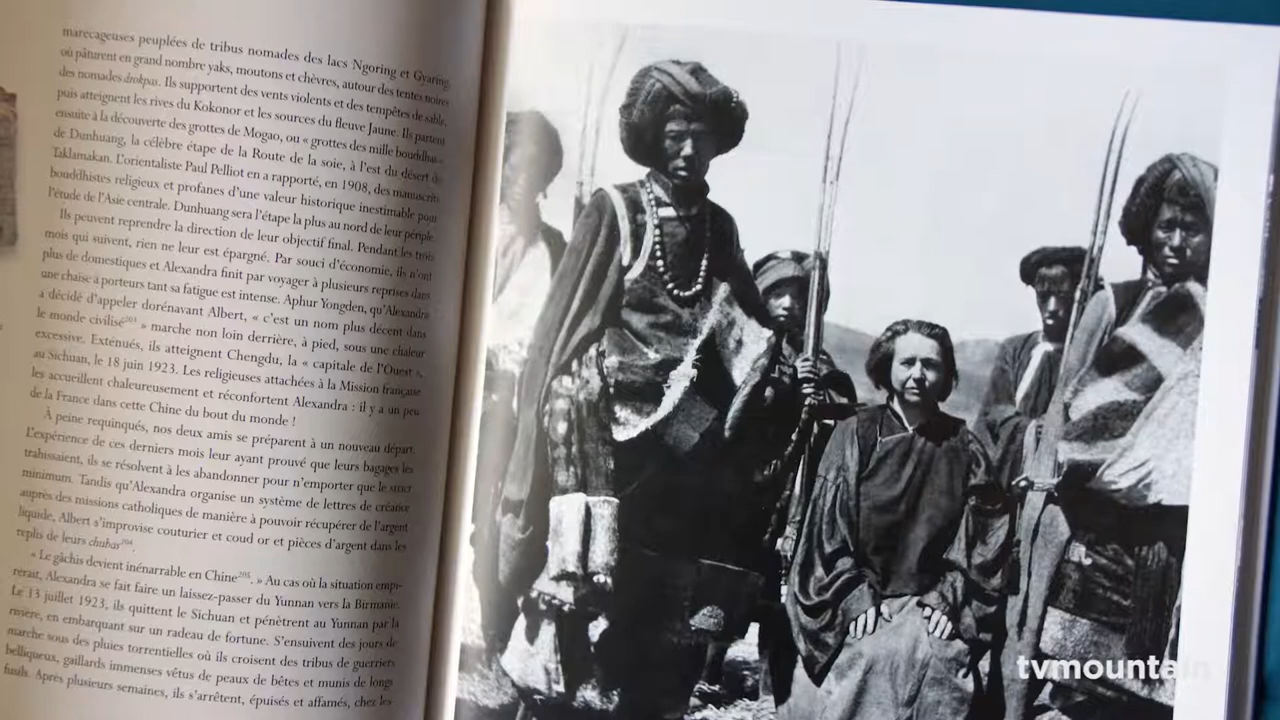 marécageuses peuplées de tribus nomades des lacs Ngoring et Gyaring,
où pâturent en grand nombre yaks, moutons et chèvres, autour des tentes noires
des nomades drokpas. Ils supportent des vents violents et des tempêtes de sable,
puis atteignent les rives du Kokonor et les sources du fleuve Jaune. Ils partent
ensuite à la découverte des grottes de Mogao, ou « grottes des mille bouddhas »
de Dunhuang, la célèbre étape de la Route de la soie, à l'est du désert du
Taklamakan. L'orientaliste Paul Pelliot en a rapporté, en 1908, des manuscrits
bouddhistes religieux et profanes d'une valeur historique inestimable pour
l'étude de l'Asie centrale. Dunhuang sera l'étape la plus au nord de leur périple.
Ils peuvent reprendre la direction de leur objectif final. Pendant les trois
mois qui suivent, rien ne leur est épargné. Par souci d'économie, ils n'ont
plus de domestiques et Alexandra finit par voyager à plusieurs reprises dans
une chaise à porteurs tant sa fatigue est intense. Aphur Yongden, qu'Alexandra
a décidé d'appeler dorénavant Albert, « c'est un nom plus décent dans
le monde civilisé203 » marche non loin derrière, à pied, sous une chaleur
excessive. Exténués, ils atteignent Chengdu, la « capitale de l'Ouest »,
au Sichuan, le 18 juin 1923. Les religieuses attachées à la Mission française
les accueillent chaleureusement et réconfortent Alexandra : il y a un peu
de la France dans cette Chine du bout du monde !
À peine requinqués, nos deux amis se préparent à un nouveau départ.
L'expérience de ces derniers mois leur ayant prouvé que leurs bagages les
trahissaient, ils se résolvent à les abandonner pour n'emporter que le strict
minimum. Tandis qu'Alexandra organise un système de lettres de créance
auprès des missions catholiques de manière à pouvoir récupérer de l'argent
liquide, Albert s'improvise couturier et coud or et pièces d'argent dans les
replis de leurs chubas204.
« Le gâchis devient inénarrable en Chine205. » Au cas où la situation empi-
rerait, Alexandra se fait faire un laissez-passer du Yunnan vers la Birmanie.
Le 13 juillet 1923, ils quittent le Sichuan et pénètrent au Yunnan par la
rivière, en embarquant sur un radeau de fortune. S'ensuivent des jours de
marche sous des pluies torrentielles où ils croisent des tribus de guerriers
belliqueux, gaillards immenses vêtus de peaux de bêtes et munis de longs
fusils. Après plusieurs semaines, ils s'arrêtent, épuisés et affamés, chez les
tvmountain